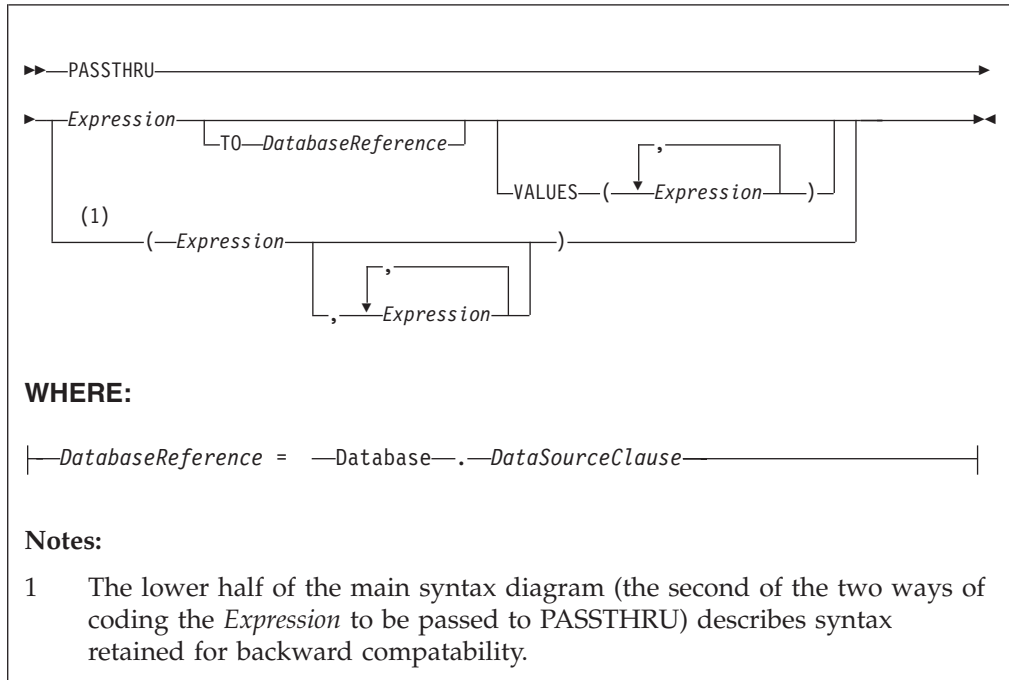 PASSTHRU
Expression
TO DatabaseReference
,
VALUES ( Expression )
(1)
( Expression )
,
, Expression
WHERE:
DatabaseReference = Database . DataSourceClause
Notes:
1 The lower half of the main syntax diagram (the second of the two ways of
coding the Expression to be passed to PASSTHRU) describes syntax
retained for backward compatability.